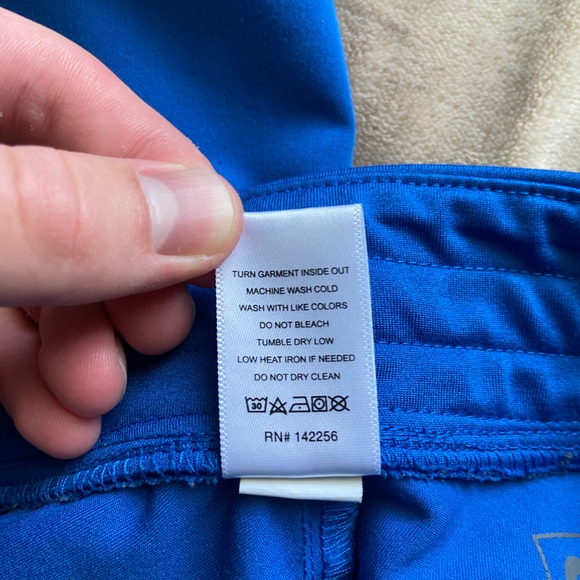 TURN GARMENT INSIDE OUT
MACHINE WASH COLD
WASH WITH LIKE COLORS
DO NOT BLEACH
TUMBLE DRY LOW
LOW HEAT IRON IF NEEDED
DO NOT DRY CLEAN
30
RN# 142256